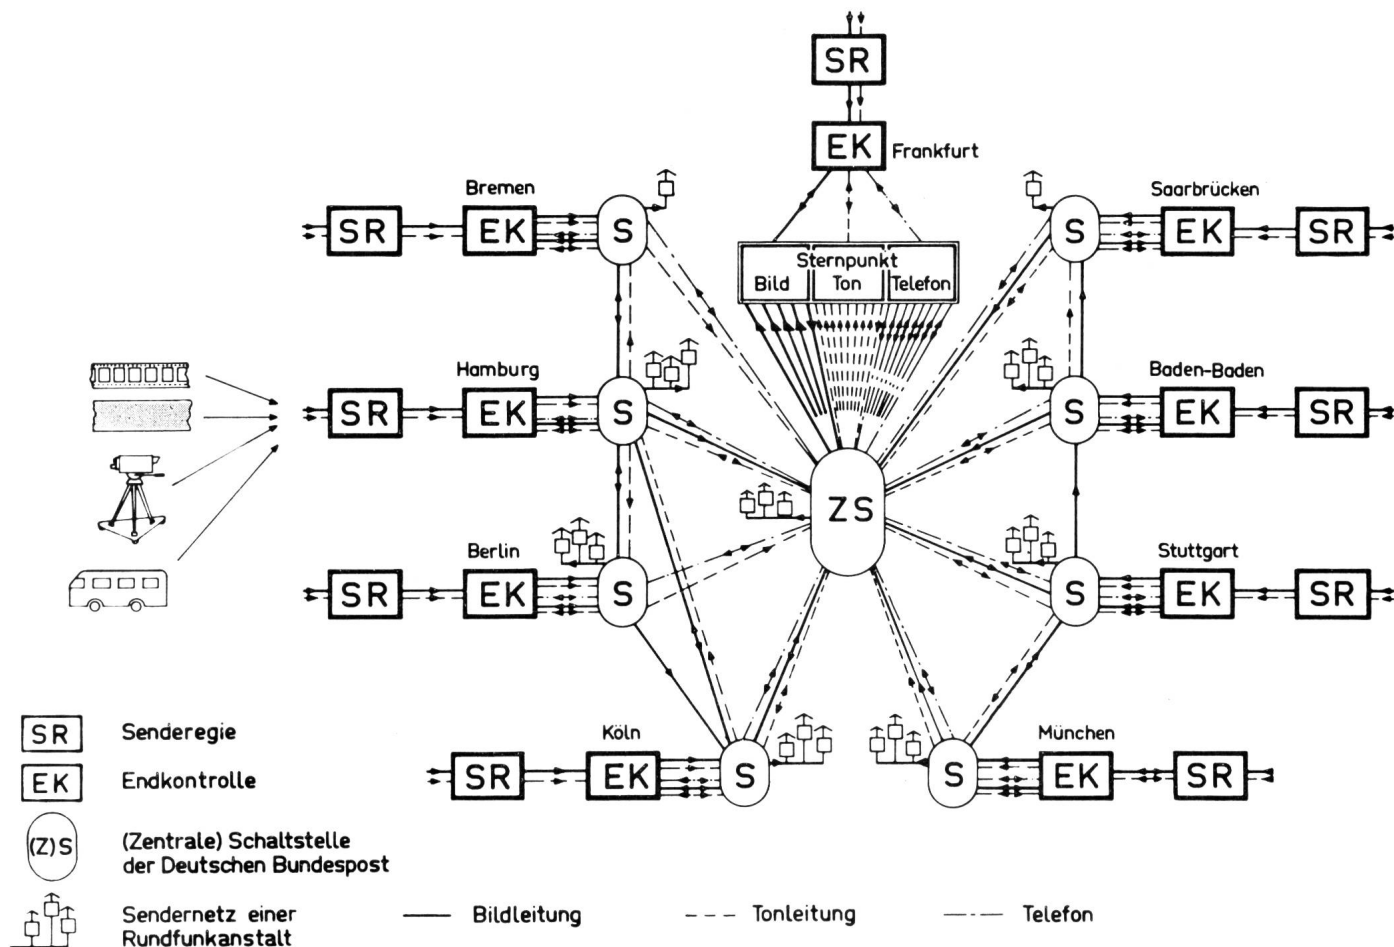 SR
EK
Frankfurt
Bremen
Saarbrücken
SR
EK
S
S
EK
SR
Sternpunkt
Bild
Ton
Telefon
Hamburg
Baden-Baden
SR
EK
S
S
EK
SR
ZS
Berlin
Stuttgart
SR
EK
S
S
EK
SR
Köln
München
SR
EK
S
S
EK
SR
SR
Senderegie
EK
Endkontrolle
(Z)S
(Zentrale) Schaltstelle
der Deutschen Bundespost
Sendernetz einer
Rundfunkanstalt
Bildleitung
Tonleitung
Telefon